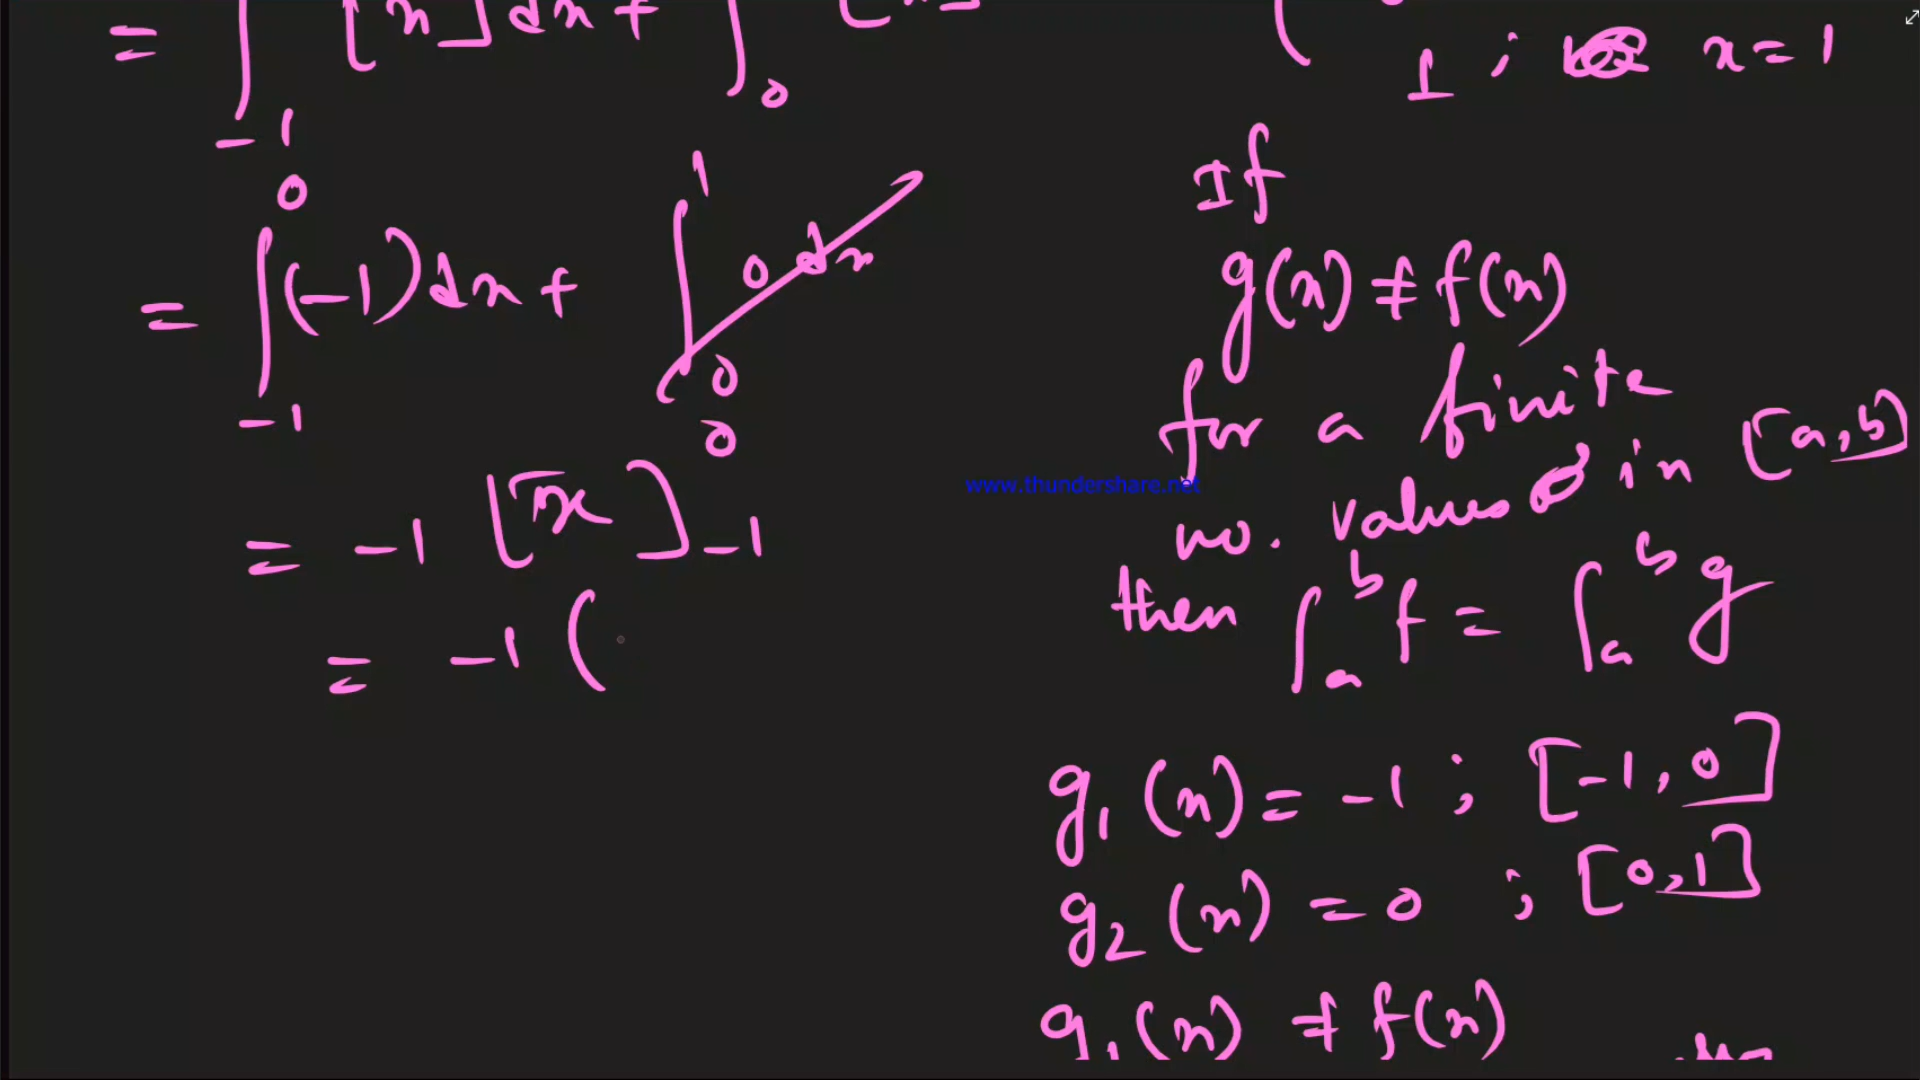 = ∫_{-1} [x] dx + ∫_0
= ∫_{-1}^{0} (-1) dx + ∫_0^1 0 dx
= -1 [x]_{-1}^{0}
= -1 (
1 ; x = 1
If
g(x) ≠ f(x)
for a finite
no. values in [a, b]
then ∫_a^b f = ∫_a^b g
g₁(x) = -1 ; [-1, 0]
g₂(x) = 0 ; [0, 1]
g₁(x) ≠ f(x)
www.thundershare.net